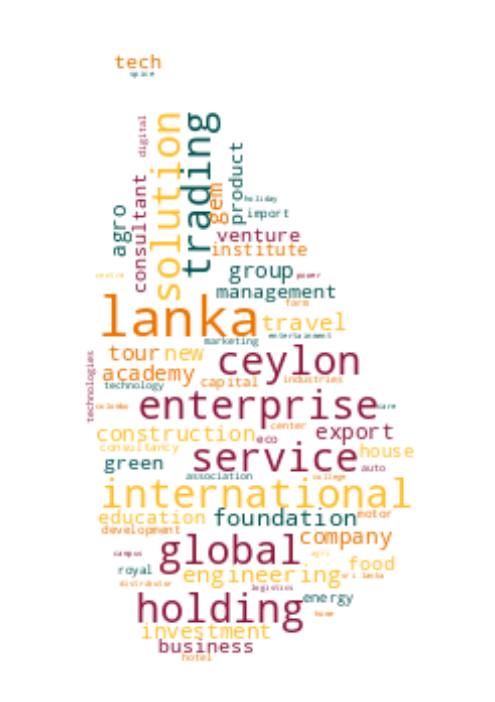 tech
spice
digital
solution
trading
product
consultant
gem
agro
holiday
import
venture
institute
group
power
centre
management
farm
lanka
travel
entertainment
marketing
tour
new
ceylon
technologies
academy
capital
industries
technology
enterprise
colombo
care
construction
center
export
eco
consultancy
service
house
green
auto
association
college
international
education
foundation
motor
development
company
global
campus
agri
royal
engineering
food
sri lanka
distributor
logistics
holding
energy
home
investment
business
hotel